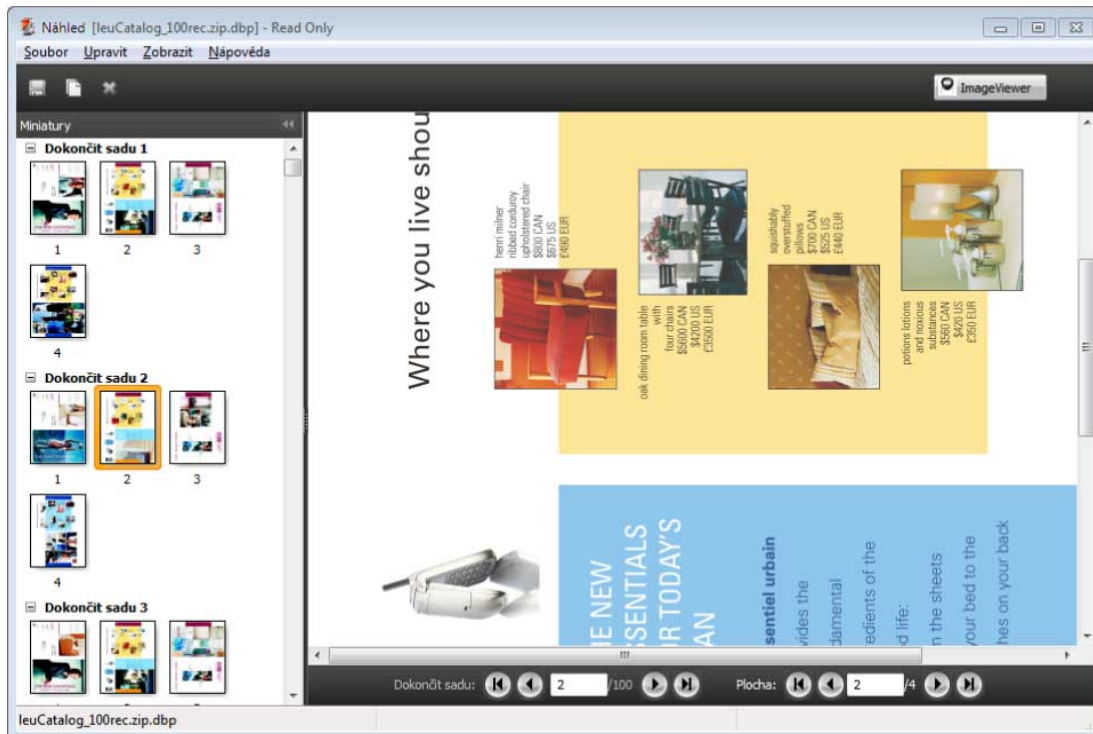 Náhled [leuCatalog_100rec.zip.dbp] - Read Only
Soubor Upravit Zobrazit Nápověda
ImageViewer
Miniatury
Dokončit sadu 1
1 2 3
4
Dokončit sadu 2
1 2 3
4
Dokončit sadu 3
Where you live shou
henri milner
ribbed corduroy
upholstered chair
$800 CAN
$675 US
£490 EUR
oak dining room table
with
four chairs
$5600 CAN
$4200 US
£3500 EUR
squishably
overstuffed
pillows
$700 CAN
$525 US
£440 EUR
potions lotions
and noxious
substances
$560 CAN
$420 US
£350 EUR
HE NEW
SSENTIALS
OR TODAY'S
AN
sentiel urbain
vides the
damental
edients of the
od life:
m the sheets
your bed to the
hes on your back
Dokončit sadu: 2 /100 Plocha: 2 /4
leuCatalog_100rec.zip.dbp